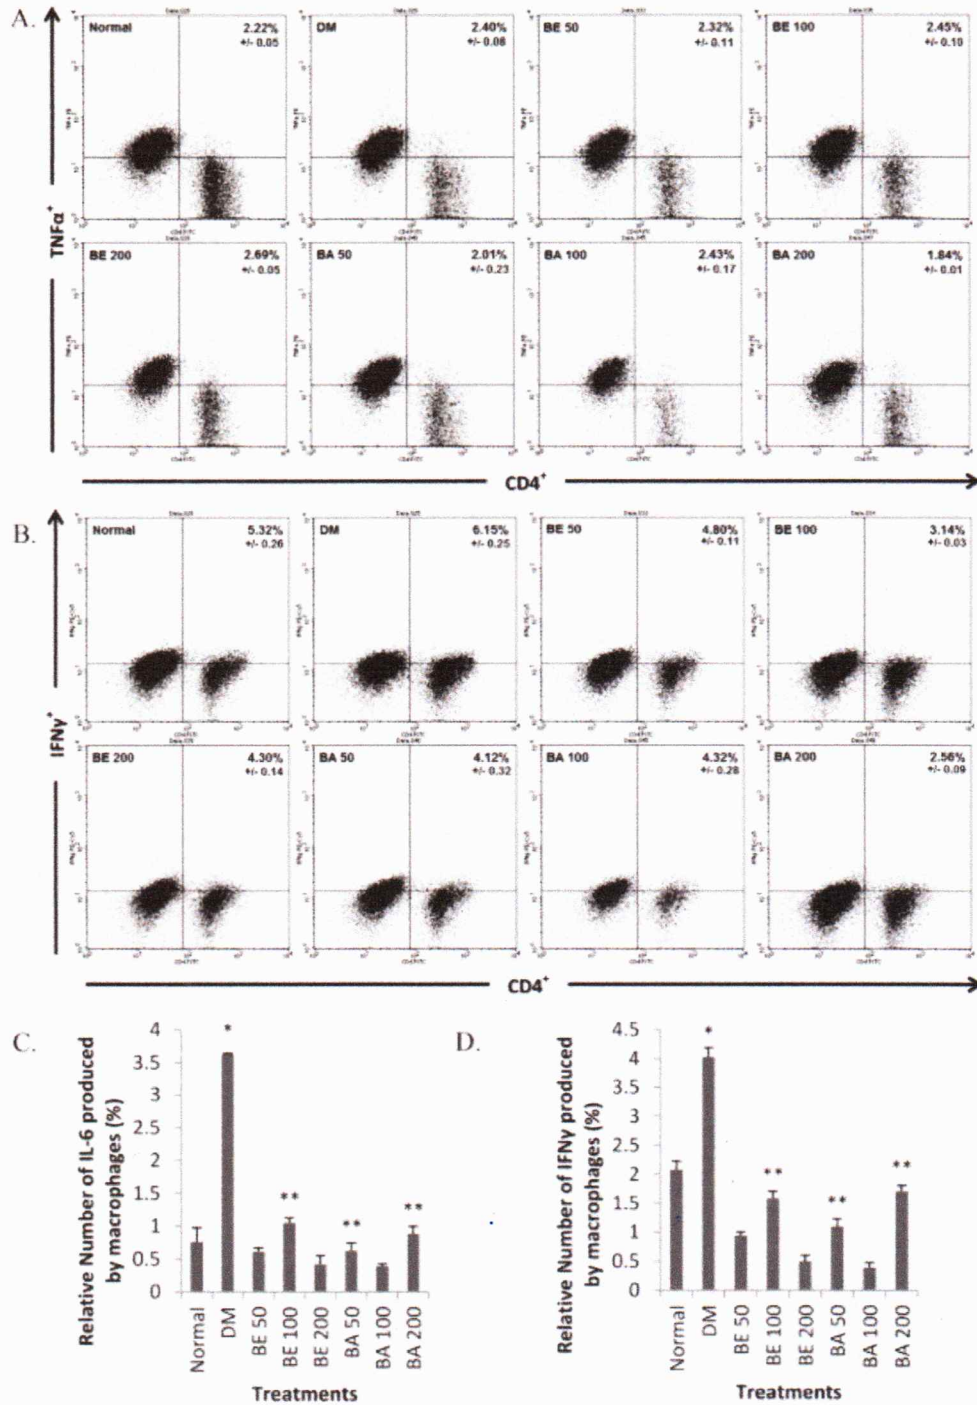 A.
TNFα⁺
Normal 2.22%
+/- 0.05
DM 2.40%
+/- 0.08
BE 50 2.32%
+/- 0.11
BE 100 2.45%
+/- 0.10
BE 200 2.69%
+/- 0.05
BA 50 2.01%
+/- 0.23
BA 100 2.43%
+/- 0.17
BA 200 1.84%
+/- 0.01
CD4⁺
B.
IFNγ⁺
Normal 5.32%
+/- 0.26
DM 6.15%
+/- 0.25
BE 50 4.80%
+/- 0.11
BE 100 3.14%
+/- 0.03
BE 200 4.30%
+/- 0.14
BA 50 4.12%
+/- 0.32
BA 100 4.32%
+/- 0.28
BA 200 2.56%
+/- 0.09
CD4⁺
C.
Relative Number of IL-6 produced
by macrophages (%)
4
3.5
3
2.5
2
1.5
1
0.5
0
*
**
**
**
Normal
DM
BE 50
BE 100
BE 200
BA 50
BA 100
BA 200
Treatments
D.
Relative Number of IFNγ produced
by macrophages (%)
4.5
4
3.5
3
2.5
2
1.5
1
0.5
0
*
**
**
**
Normal
DM
BE 50
BE 100
BE 200
BA 50
BA 100
BA 200
Treatments